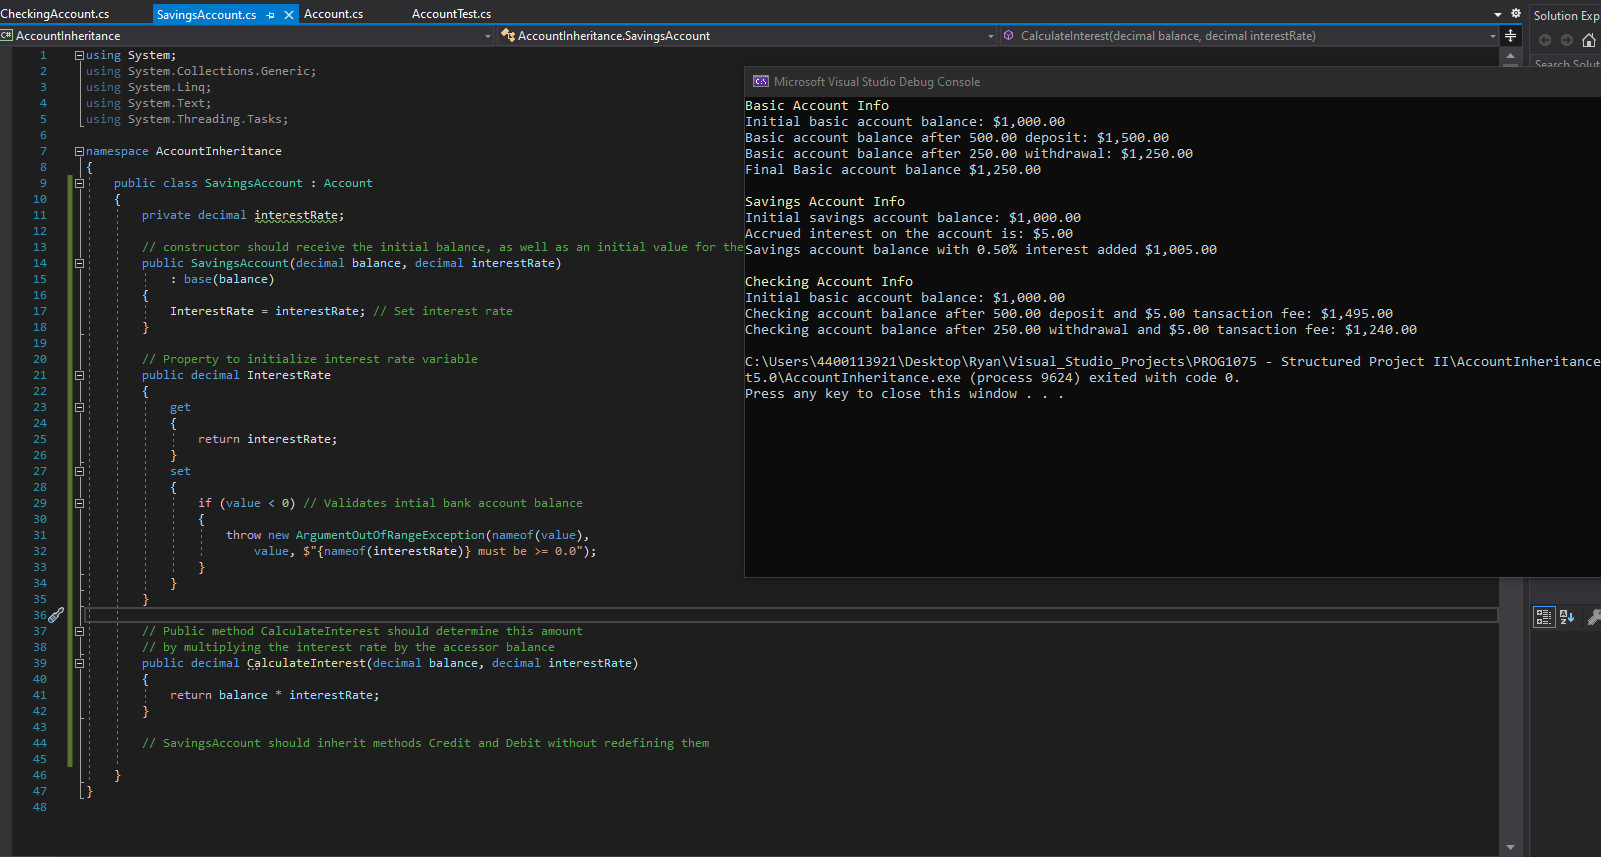 CheckingAccount.cs SavingsAccount.cs Account.cs AccountTest.cs
Solution Exp
C# AccountInheritance AccountInheritance.SavingsAccount CalculateInterest(decimal balance, decimal interestRate)
Search Solut
1 using System;
2 using System.Collections.Generic;
3 using System.Linq;
4 using System.Text;
5 using System.Threading.Tasks;
6
7 namespace AccountInheritance
8 {
9 public class SavingsAccount : Account
10 {
11 private decimal interestRate;
12
13 // constructor should receive the initial balance, as well as an initial value for the
14 public SavingsAccount(decimal balance, decimal interestRate)
15 : base(balance)
16 {
17 InterestRate = interestRate; // Set interest rate
18 }
19
20 // Property to initialize interest rate variable
21 public decimal InterestRate
22 {
23 get
24 {
25 return interestRate;
26 }
27 set
28 {
29 if (value < 0) // Validates intial bank account balance
30 {
31 throw new ArgumentOutOfRangeException(nameof(value),
32 value, $"{nameof(interestRate)} must be >= 0.0");
33 }
34 }
35 }
36
37 // Public method CalculateInterest should determine this amount
38 // by multiplying the interest rate by the accessor balance
39 public decimal CalculateInterest(decimal balance, decimal interestRate)
40 {
41 return balance * interestRate;
42 }
43
44 // SavingsAccount should inherit methods Credit and Debit without redefining them
45
46 }
47 }
48
Microsoft Visual Studio Debug Console
Basic Account Info
Initial basic account balance: $1,000.00
Basic account balance after 500.00 deposit: $1,500.00
Basic account balance after 250.00 withdrawal: $1,250.00
Final Basic account balance $1,250.00
Savings Account Info
Initial savings account balance: $1,000.00
Accrued interest on the account is: $5.00
Savings account balance with 0.50% interest added $1,005.00
Checking Account Info
Initial basic account balance: $1,000.00
Checking account balance after 500.00 deposit and $5.00 tansaction fee: $1,495.00
Checking account balance after 250.00 withdrawal and $5.00 tansaction fee: $1,240.00
C:\Users\4400113921\Desktop\Ryan\Visual_Studio_Projects\PROG1075 - Structured Project II\AccountInheritance
t5.0\AccountInheritance.exe (process 9624) exited with code 0.
Press any key to close this window . . .